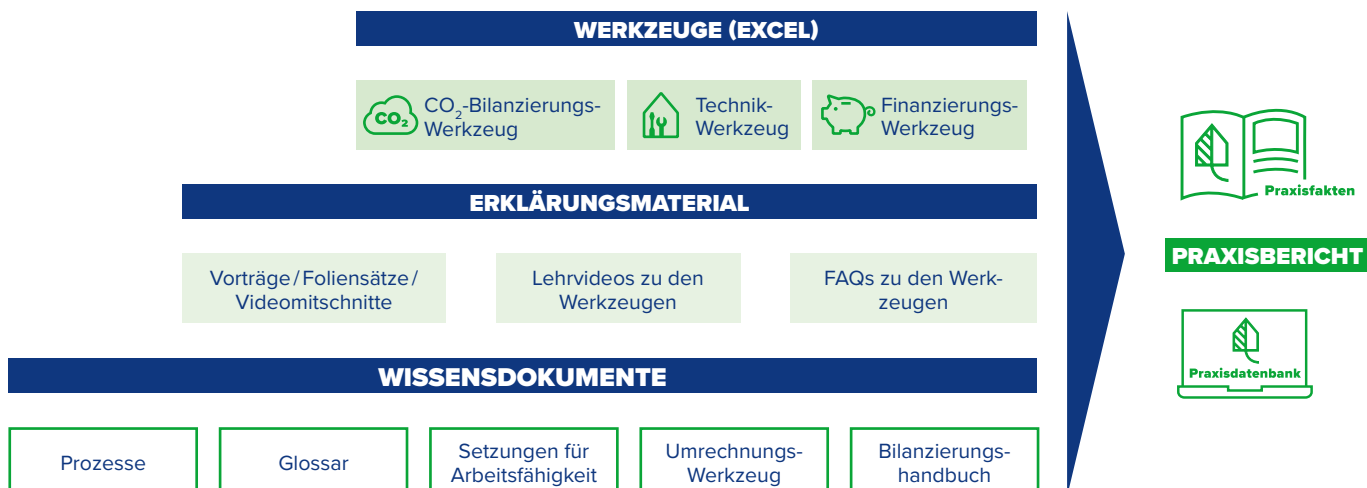 WERKZEUGE (EXCEL)
CO₂
CO₂-Bilanzierungs-
Werkzeug
Technik-
Werkzeug
Finanzierungs-
Werkzeug
ERKLÄRUNGSMATERIAL
Vorträge/Foliensätze/
Videomitschnitte
Lehrvideos zu den
Werkzeugen
FAQs zu den Werk-
zeugen
WISSENSDOKUMENTE
Prozesse
Glossar
Setzungen für
Arbeitsfähigkeit
Umrechnungs-
Werkzeug
Bilanzierungs-
handbuch
Praxisfakten
PRAXISBERICHT
Praxisdatenbank